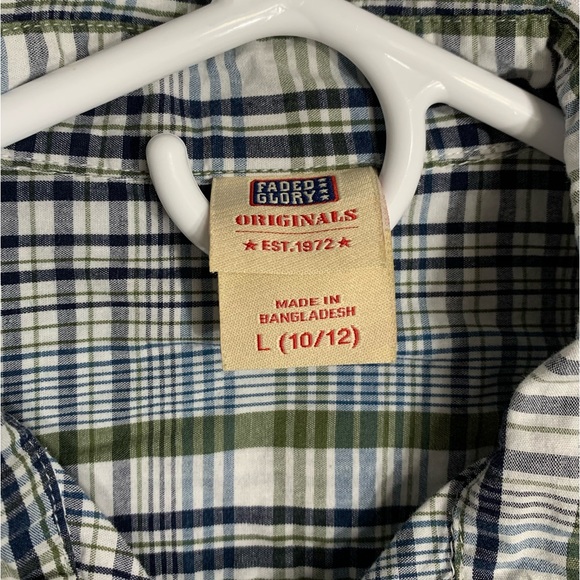 FADED
GLORY
ORIGINALS
★ EST.1972 ★
MADE IN
BANGLADESH
L (10/12)